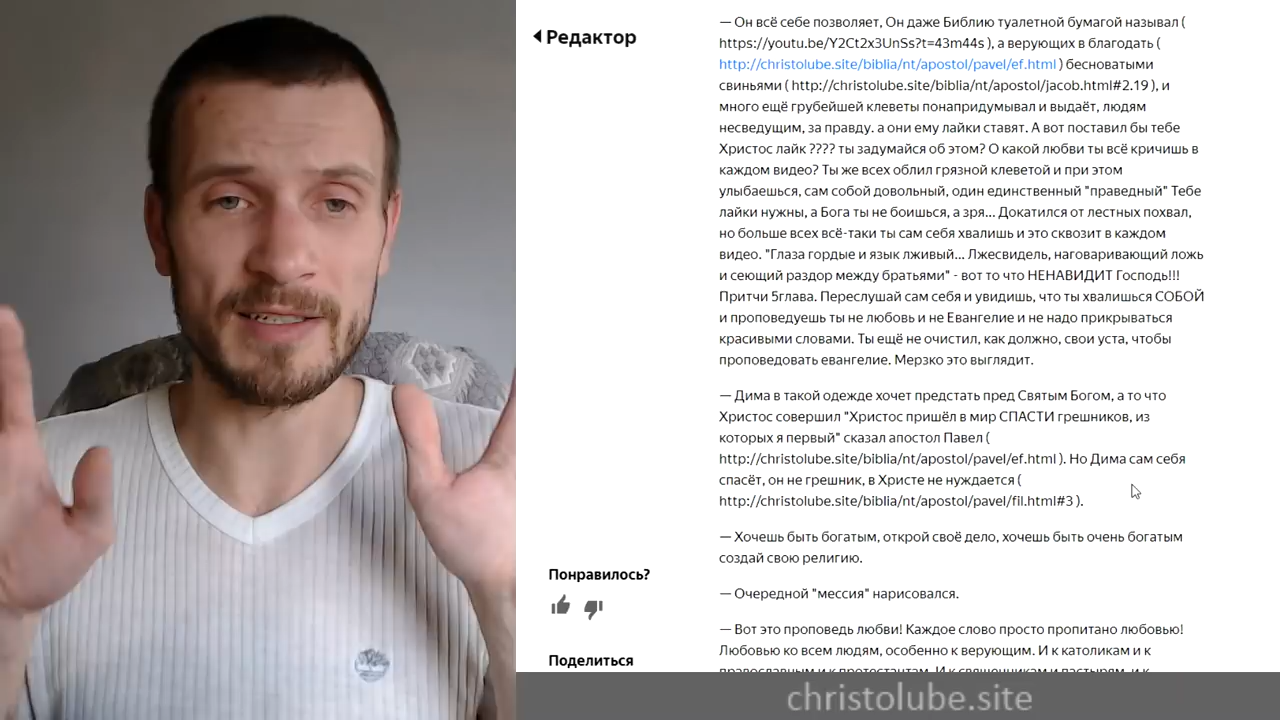 Редактор
— Он всё себе позволяет, Он даже Библию туалетной бумагой называл (
https://youtu.be/Y2Ct2x3UnSs?t=43m44s ), а верующих в благодать (
http://christolube.site/biblia/nt/apostol/pavel/ef.html ) бесноватыми
свиньями ( http://christolube.site/biblia/nt/apostol/jacob.html#2.19 ), и
много ещё грубейшей клеветы понапридумывал и выдаёт, людям
несведущим, за правду. а они ему лайки ставят. А вот поставил бы тебе
Христос лайк ???? ты задумайся об этом? О какой любви ты всё кричишь в
каждом видео? Ты же всех облил грязной клеветой и при этом
улыбаешься, сам собой довольный, один единственный "праведный" Тебе
лайки нужны, а Бога ты не боишься, а зря... Докатился от лестных похвал,
но больше всех всё-таки ты сам себя хвалишь и это сквозит в каждом
видео. "Глаза гордые и язык лживый... Лжесвидель, наговаривающий ложь
и сеющий раздор между братьями" - вот то что НЕНАВИДИТ Господь!!!
Притчи 5глава. Переслушай сам себя и увидишь, что ты хвалишься СОБОЙ
и проповедуешь ты не любовь и не Евангелие и не надо прикрываться
красивыми словами. Ты ещё не очистил, как должно, свои уста, чтобы
проповедовать евангелие. Мерзко это выглядит.
— Дима в такой одежде хочет предстать пред Святым Богом, а то что
Христос совершил "Христос пришёл в мир СПАСТИ грешников, из
которых я первый" сказал апостол Павел (
http://christolube.site/biblia/nt/apostol/pavel/ef.html ). Но Дима сам себя
спасёт, он не грешник, в Христе не нуждается (
http://christolube.site/biblia/nt/apostol/pavel/fil.html#3 ).
— Хочешь быть богатым, открой своё дело, хочешь быть очень богатым
создай свою религию.
— Очередной "мессия" нарисовался.
— Вот это проповедь любви! Каждое слово просто пропитано любовью!
Любовью ко всем людям, особенно к верующим. И к католикам и к
православным и к протестантам. И к священникам и пастырям, и к
Понравилось?
Поделиться
christolube.site